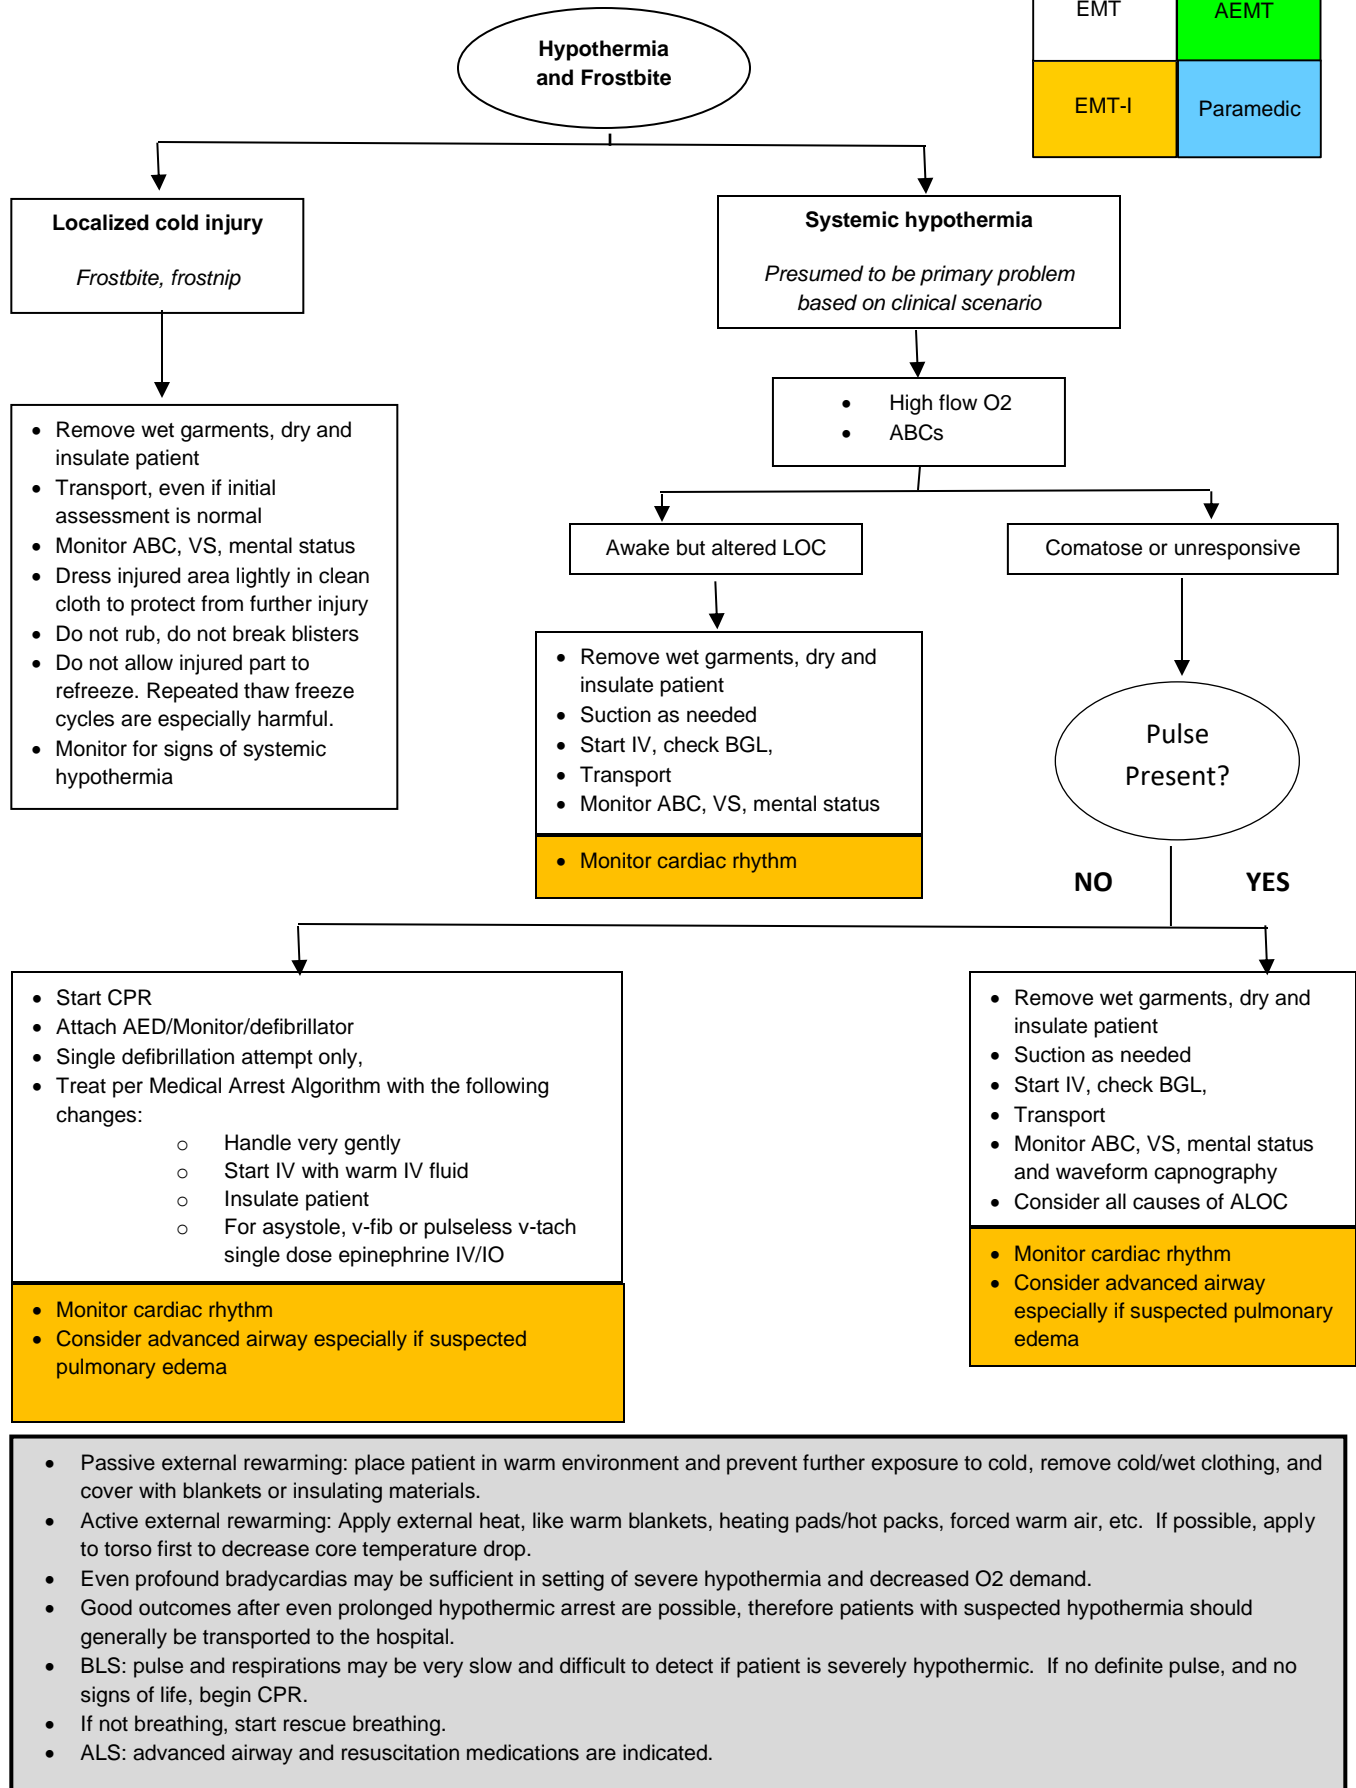 EMT
AEMT
EMT-I
Paramedic
Hypothermia
and Frostbite
Localized cold injury
Frostbite, frostnip
Systemic hypothermia
Presumed to be primary problem
based on clinical scenario
• High flow O2
• ABCs
• Remove wet garments, dry and
insulate patient
• Transport, even if initial
assessment is normal
• Monitor ABC, VS, mental status
• Dress injured area lightly in clean
cloth to protect from further injury
• Do not rub, do not break blisters
• Do not allow injured part to
refreeze. Repeated thaw freeze
cycles are especially harmful.
• Monitor for signs of systemic
hypothermia
Awake but altered LOC
Comatose or unresponsive
• Remove wet garments, dry and
insulate patient
• Suction as needed
• Start IV, check BGL,
• Transport
• Monitor ABC, VS, mental status
• Monitor cardiac rhythm
Pulse
Present?
NO
YES
• Start CPR
• Attach AED/Monitor/defibrillator
• Single defibrillation attempt only,
• Treat per Medical Arrest Algorithm with the following
changes:
o Handle very gently
o Start IV with warm IV fluid
o Insulate patient
o For asystole, v-fib or pulseless v-tach
single dose epinephrine IV/IO
• Monitor cardiac rhythm
• Consider advanced airway especially if suspected
pulmonary edema
• Remove wet garments, dry and
insulate patient
• Suction as needed
• Start IV, check BGL,
• Transport
• Monitor ABC, VS, mental status
and waveform capnography
• Consider all causes of ALOC
• Monitor cardiac rhythm
• Consider advanced airway
especially if suspected pulmonary
edema
• Passive external rewarming: place patient in warm environment and prevent further exposure to cold, remove cold/wet clothing, and
cover with blankets or insulating materials.
• Active external rewarming: Apply external heat, like warm blankets, heating pads/hot packs, forced warm air, etc. If possible, apply
to torso first to decrease core temperature drop.
• Even profound bradycardias may be sufficient in setting of severe hypothermia and decreased O2 demand.
• Good outcomes after even prolonged hypothermic arrest are possible, therefore patients with suspected hypothermia should
generally be transported to the hospital.
• BLS: pulse and respirations may be very slow and difficult to detect if patient is severely hypothermic. If no definite pulse, and no
signs of life, begin CPR.
• If not breathing, start rescue breathing.
• ALS: advanced airway and resuscitation medications are indicated.